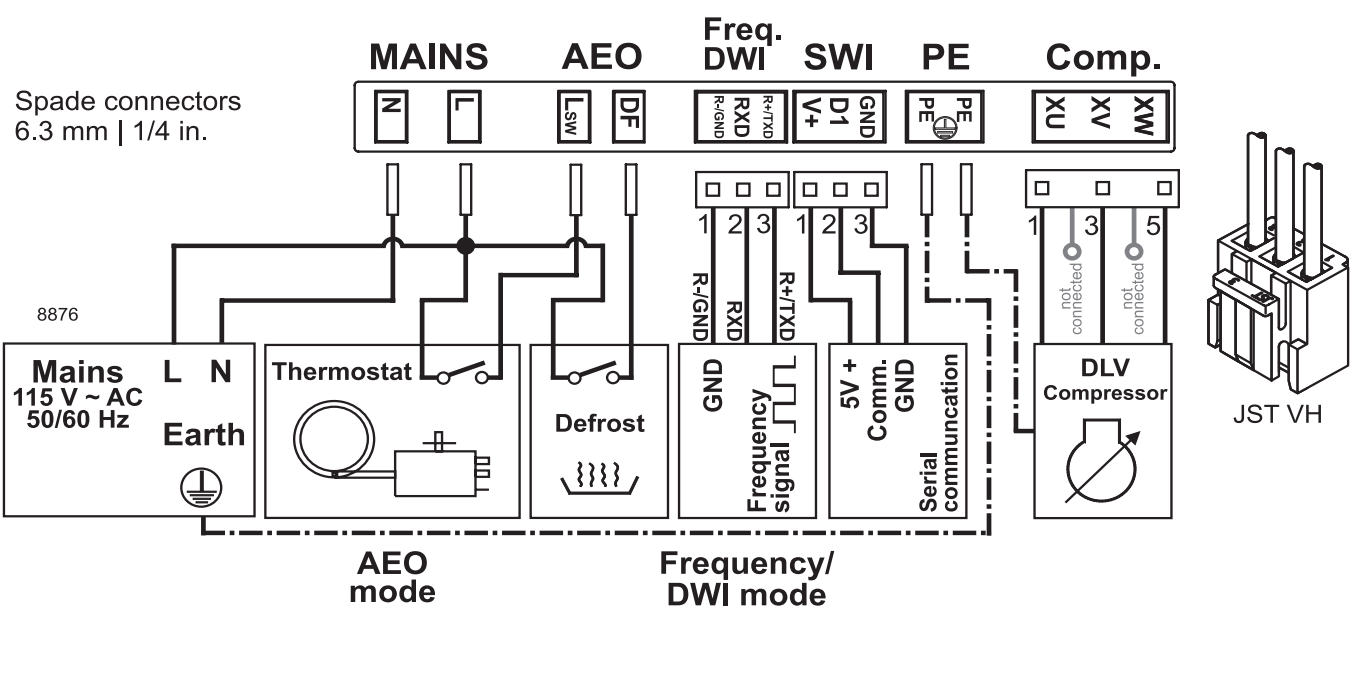 Freq.
MAINS AEO DWI SWI PE Comp.
Spade connectors
6.3 mm | 1/4 in.
N L LSW DF R-/GND RXD R+/TXD V+ D1 GND PE PE XU XV XW
1 2 3 1 2 3 1 3 5
not
connected
not
connected
R-/GND RXD R+/TXD
8876
Mains L N
115 V ~ AC
50/60 Hz
Earth
Thermostat
Defrost
GND
Frequency
signal
5V +
Comm.
GND
Serial
communcation
DLV
Compressor
JST VH
AEO
mode
Frequency/
DWI mode